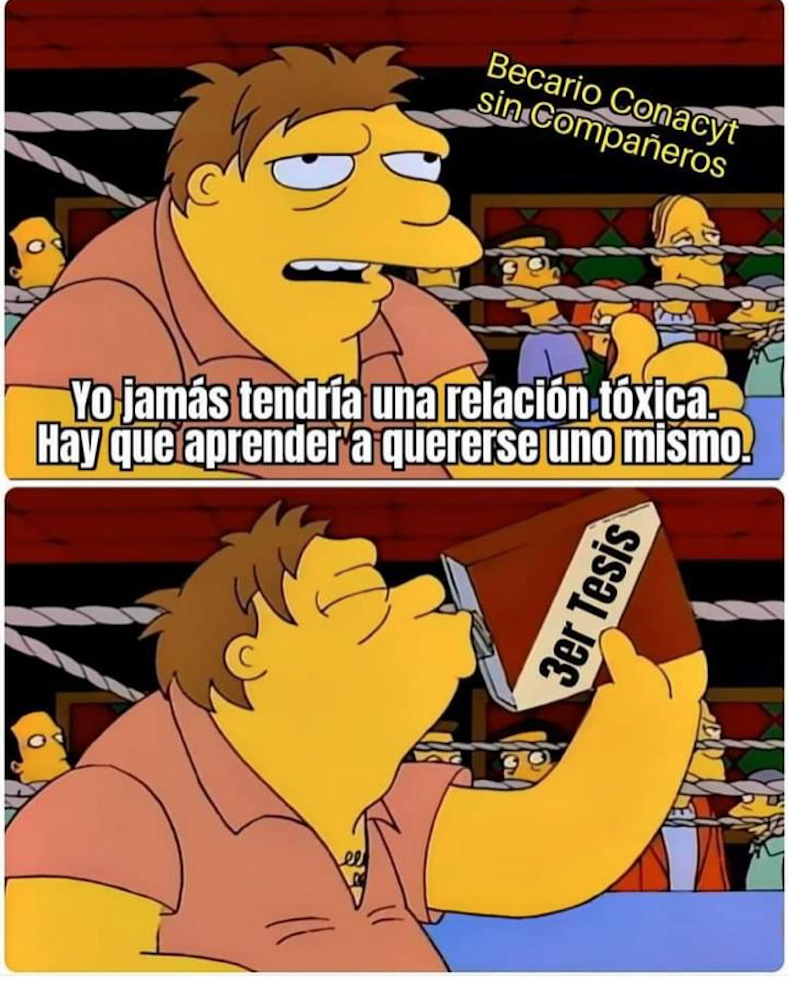 Becario Conacyt
sin Compañeros
Yo jamás tendría una relación tóxica.
Hay que aprender a quererse uno mismo.
3er Tesis